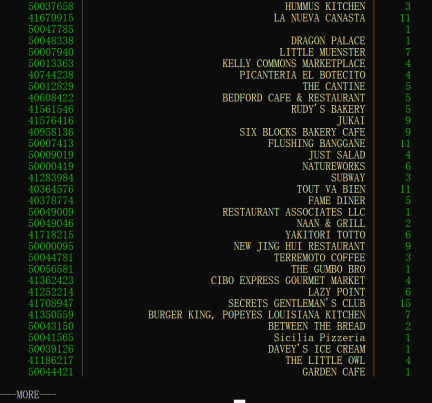 50037658 HUMMUS KITCHEN 3
41679915 LA NUEVA CANASTA 11
50047785 1
50048338 DRAGON PALACE 1
50007940 LITTLE MUENSTER 7
50013363 KELLY COMMONS MARKETPLACE 4
40744238 PICANTERIA EL BOTECITO 4
50012829 THE CANTINE 5
40608422 BEDFORD CAFE & RESTAURANT 5
41561546 RUDY'S BAKERY 5
41576416 JUKAI 9
40958136 SIX BLOCKS BAKERY CAFE 9
50007413 FLUSHING BANGGANE 11
50009019 JUST SALAD 4
50000419 NATUREWORKS 6
41283984 SUBWAY 3
40364576 TOUT VA BIEN 11
40378774 FAME DINER 5
50049009 RESTAURANT ASSOCIATES LLC 1
50049046 NAAN & GRILL 2
41718215 YAKITORI TOTTO 6
50000095 NEW JING HUI RESTAURANT 9
50044781 TERREMOTO COFFEE 3
50056581 THE GUMBO BRO 1
41362423 CIBO EXPRESS GOURMET MARKET 4
41252214 LAZY POINT 6
41708947 SECRETS GENTLEMAN'S CLUB 15
41350559 BURGER KING, POPEYES LOUISIANA KITCHEN 7
50043150 BETWEEN THE BREAD 2
50041565 Sicilia Pizzeria 1
50039126 DAVEY'S ICE CREAM 1
41186217 THE LITTLE OWL 4
50044421 GARDEN CAFE 1
---MORE---